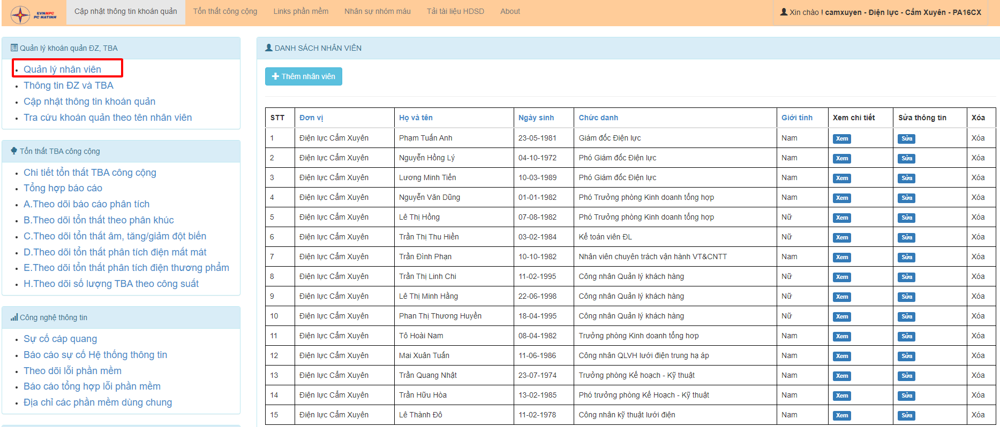 EVNNPC
PC HATINH
Cập nhật thông tin khoán quản
Tổn thất công cộng
Links phần mềm
Nhân sự nhóm máu
Tải tài liệu HDSD
About
Xin chào ! camxuyen - Điện lực - Cẩm Xuyên - PA16CX
Quản lý khoán quản ĐZ, TBA
Quản lý nhân viên
Thông tin ĐZ và TBA
Cập nhật thông tin khoán quản
Tra cứu khoán quản theo tên nhân viên
Tổn thất TBA công cộng
Chi tiết tổn thất TBA công cộng
Tổng hợp báo cáo
A.Theo dõi báo cáo phân tích
B.Theo dõi tổn thất theo phân khúc
C.Theo dõi tổn thất âm, tăng/giảm đột biến
D.Theo dõi tổn thất phân tích điện mất mát
E.Theo dõi tổn thất phân tích điện thương phẩm
H.Theo dõi số lượng TBA theo công suất
Công nghệ thông tin
Sự cố cáp quang
Báo cáo sự cố Hệ thống thông tin
Theo dõi lỗi phần mềm
Báo cáo tổng hợp lỗi phần mềm
Địa chỉ các phần mềm dùng chung
DANH SÁCH NHÂN VIÊN
Thêm nhân viên
STT Đơn vị Họ và tên Ngày sinh Chức danh Giới tính Xem chi tiết Sửa thông tin Xóa
1 Điện lực Cẩm Xuyên Phạm Tuấn Anh 23-05-1981 Giám đốc Điện lực Nam Xem Sửa Xóa
2 Điện lực Cẩm Xuyên Nguyễn Hồng Lý 04-10-1972 Phó Giám đốc Điện lực Nam Xem Sửa Xóa
3 Điện lực Cẩm Xuyên Lương Minh Tiến 10-03-1989 Phó Giám đốc Điện lực Nam Xem Sửa Xóa
4 Điện lực Cẩm Xuyên Nguyễn Văn Dũng 01-01-1982 Phó Trưởng phòng Kinh doanh tổng hợp Nam Xem Sửa Xóa
5 Điện lực Cẩm Xuyên Lê Thị Hồng 07-08-1982 Phó Trưởng phòng Kinh doanh tổng hợp Nữ Xem Sửa Xóa
6 Điện lực Cẩm Xuyên Trần Thị Thu Hiền 03-02-1984 Kế toán viên ĐL Nữ Xem Sửa Xóa
7 Điện lực Cẩm Xuyên Trần Đình Phạn 10-10-1982 Nhân viên chuyên trách vận hành VT&CNTT Nam Xem Sửa Xóa
8 Điện lực Cẩm Xuyên Trần Thị Linh Chi 11-02-1995 Công nhân Quản lý khách hàng Nữ Xem Sửa Xóa
9 Điện lực Cẩm Xuyên Lê Thị Minh Hằng 22-06-1998 Công nhân Quản lý khách hàng Nữ Xem Sửa Xóa
10 Điện lực Cẩm Xuyên Phan Thị Thương Huyền 18-04-1995 Công nhân Quản lý khách hàng Nữ Xem Sửa Xóa
11 Điện lực Cẩm Xuyên Tô Hoài Nam 08-04-1982 Trưởng phòng Kinh doanh tổng hơp Nam Xem Sửa Xóa
12 Điện lực Cẩm Xuyên Mai Xuân Tuấn 11-06-1986 Công nhân QLVH lưới điện trung hạ áp Nam Xem Sửa Xóa
13 Điện lực Cẩm Xuyên Trần Quang Nhật 23-07-1974 Trưởng phòng Kế hoạch - Kỹ thuật Nam Xem Sửa Xóa
14 Điện lực Cẩm Xuyên Trần Hữu Hòa 13-02-1985 Phó trưởng phòng Kế Hoạch - Kỹ thuật Nam Xem Sửa Xóa
15 Điện lực Cẩm Xuyên Lê Thành Đô 11-02-1978 Công nhân kỹ thuật lưới điện Nam Xem Sửa Xóa